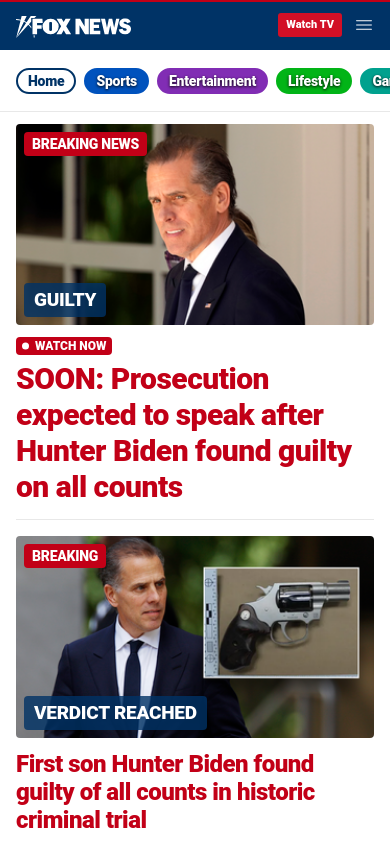 FOX NEWS
Watch TV
Home
Sports
Entertainment
Lifestyle
BREAKING NEWS
GUILTY
WATCH NOW
SOON: Prosecution
expected to speak after
Hunter Biden found guilty
on all counts
BREAKING
VERDICT REACHED
First son Hunter Biden found
guilty of all counts in historic
criminal trial